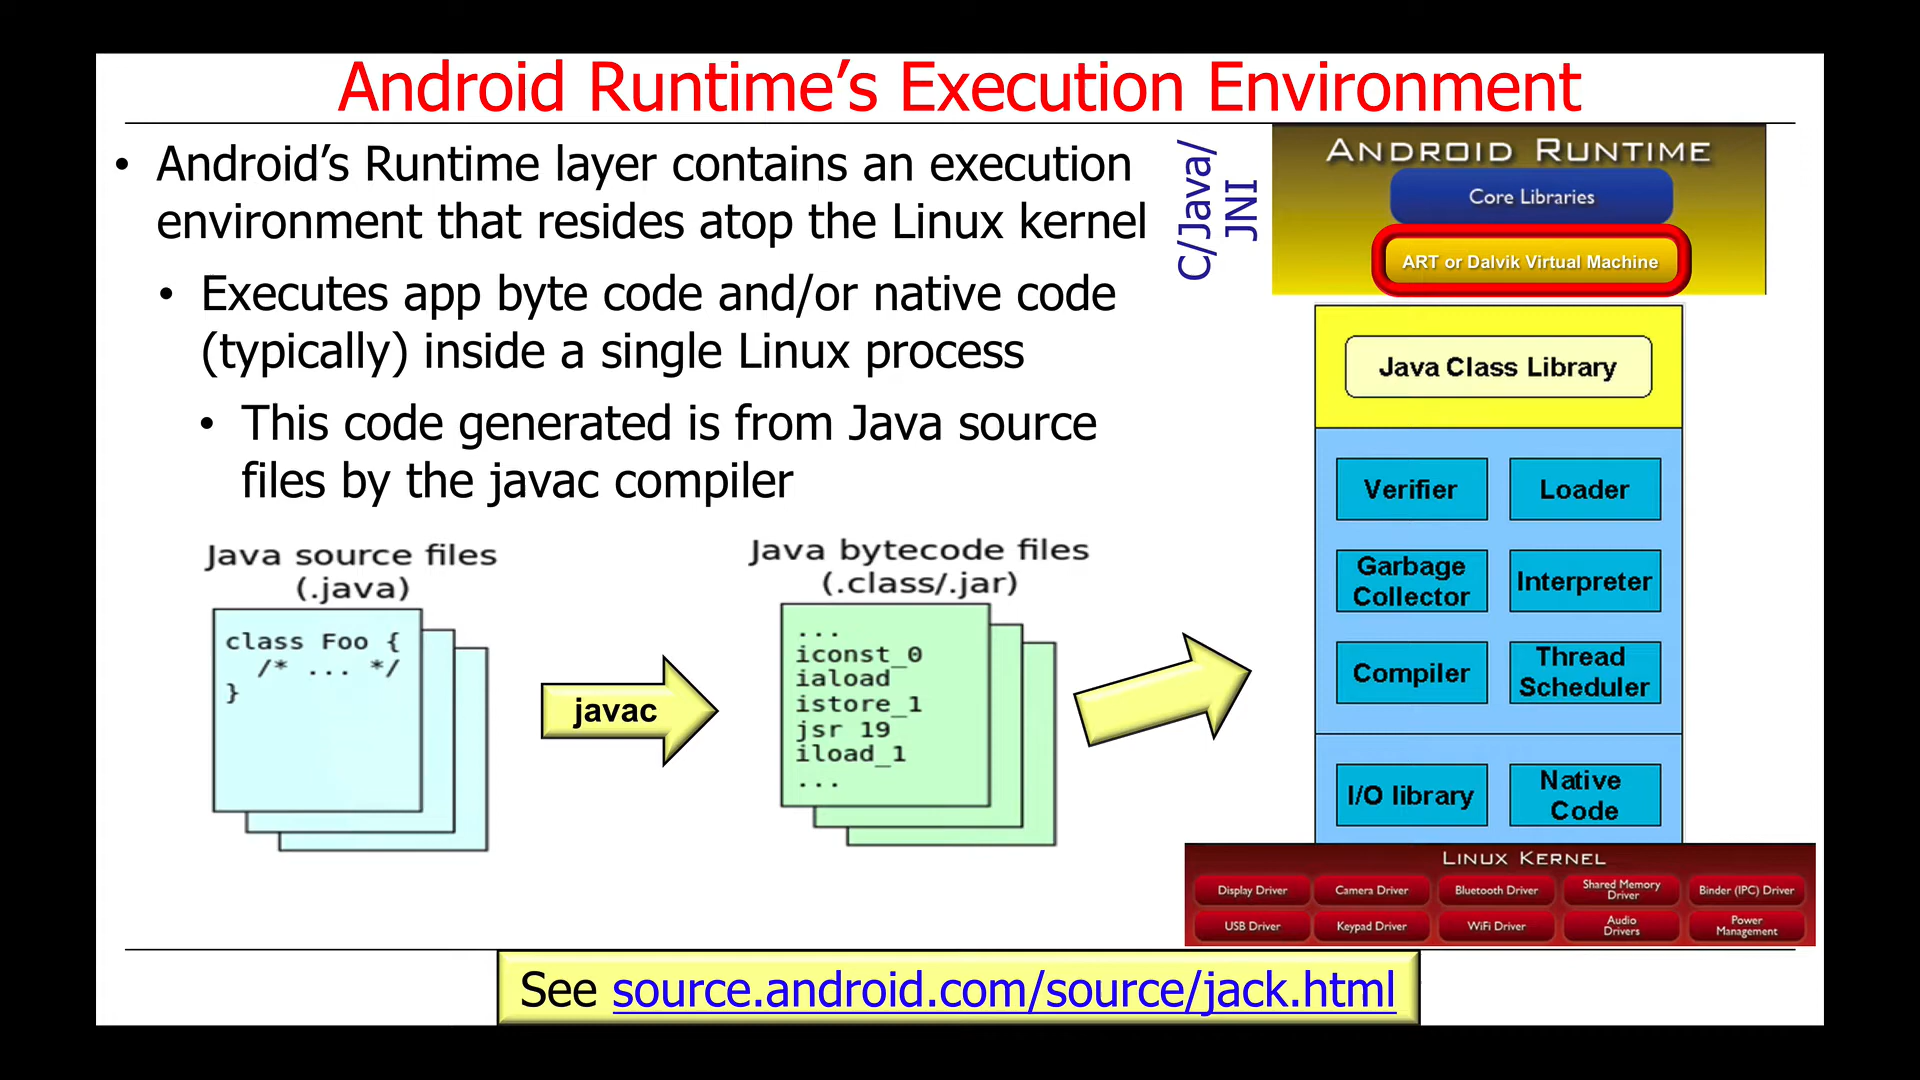 Android Runtime’s Execution Environment
• Android’s Runtime layer contains an execution
environment that resides atop the Linux kernel
• Executes app byte code and/or native code
(typically) inside a single Linux process
• This code generated is from Java source
files by the javac compiler
C/Java/
JNI
ANDROID RUNTIME
Core Libraries
ART or Dalvik Virtual Machine
Java Class Library
Verifier
Loader
Garbage
Collector
Interpreter
Compiler
Thread
Scheduler
I/O library
Native
Code
Java source files
(.java)
class Foo {
/* ... */
}
javac
Java bytecode files
(.class/.jar)
...
iconst_0
iaload
istore_1
jsr 19
iload_1
...
LINUX KERNEL
Display Driver
Camera Driver
Bluetooth Driver
Shared Memory
Driver
Binder (IPC) Driver
USB Driver
Keypad Driver
WiFi Driver
Audio
Drivers
Power
Management
See source.android.com/source/jack.html